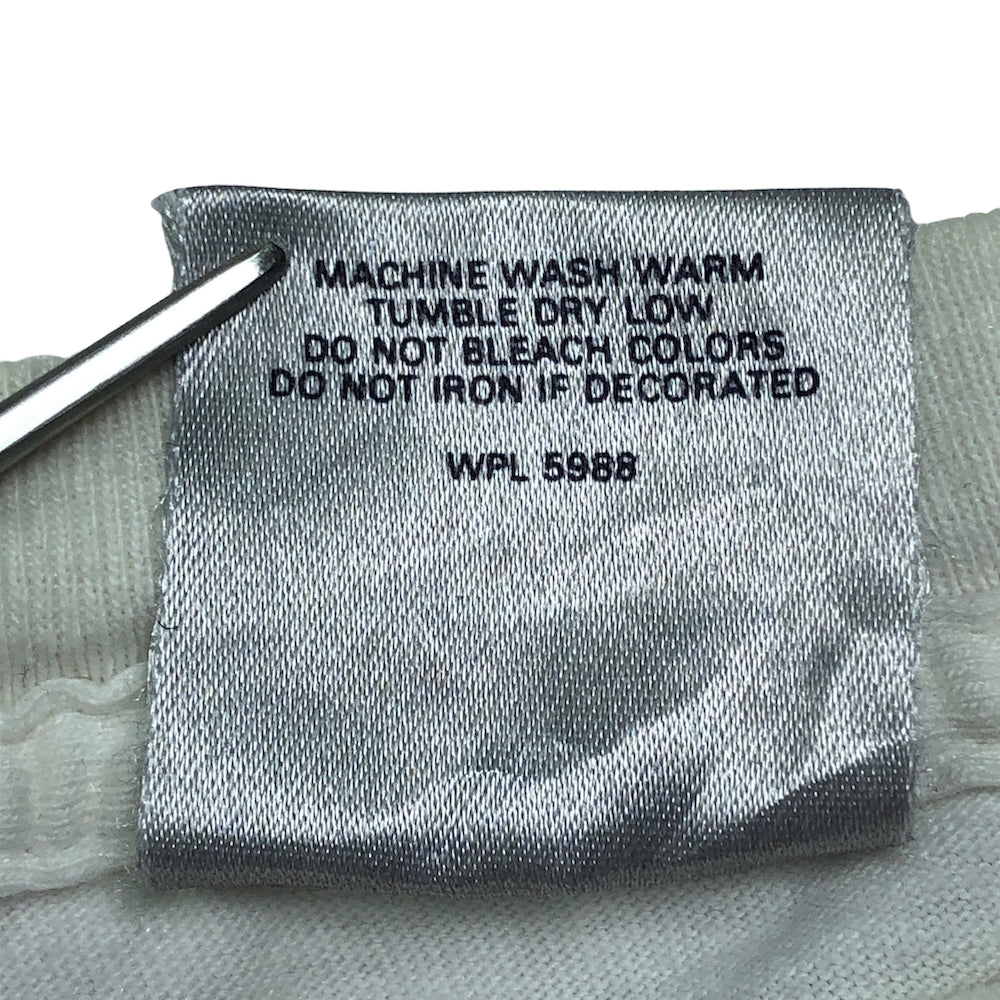 MACHINE WASH WARM
TUMBLE DRY LOW
DO NOT BLEACH COLORS
DO NOT IRON IF DECORATED
WPL 5988